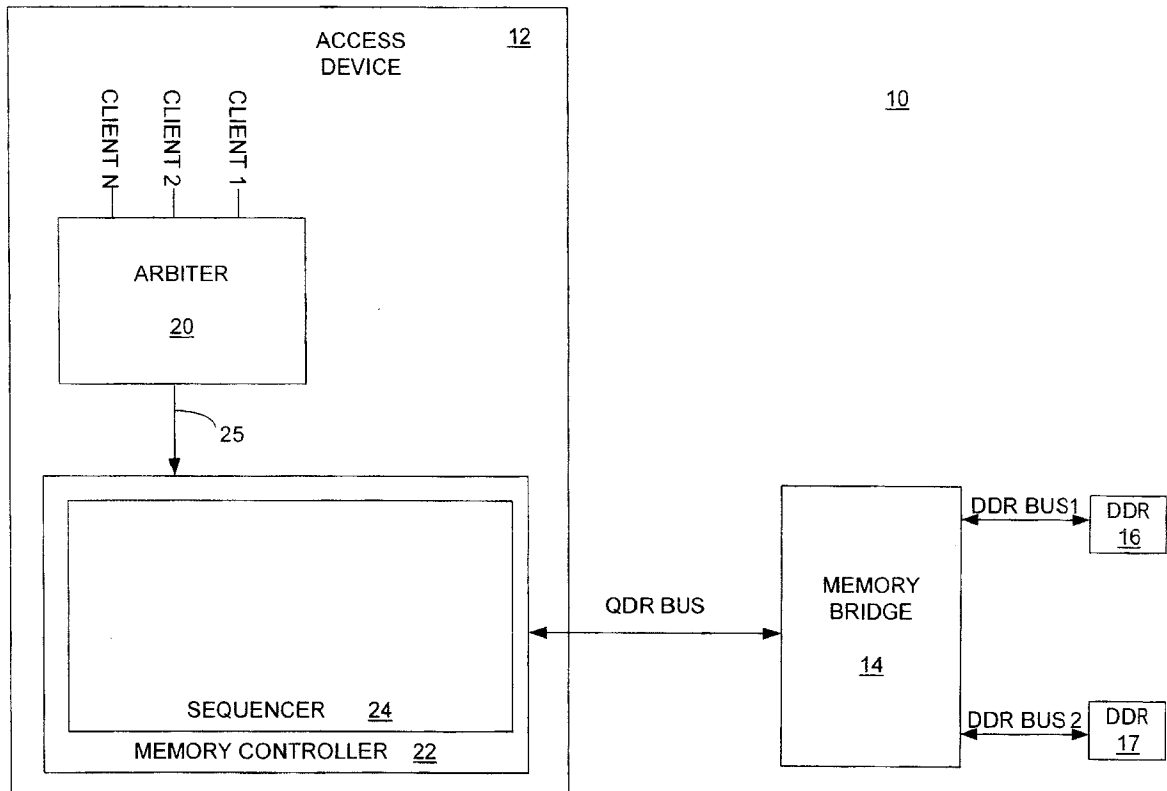 ACCESS
DEVICE
12
10
CLIENT N
CLIENT 2
CLIENT 1
ARBITER
20
25
SEQUENCER 24
MEMORY CONTROLLER 22
QDR BUS
MEMORY
BRIDGE
14
DDR BUS1
DDR
16
DDR BUS 2
DDR
17